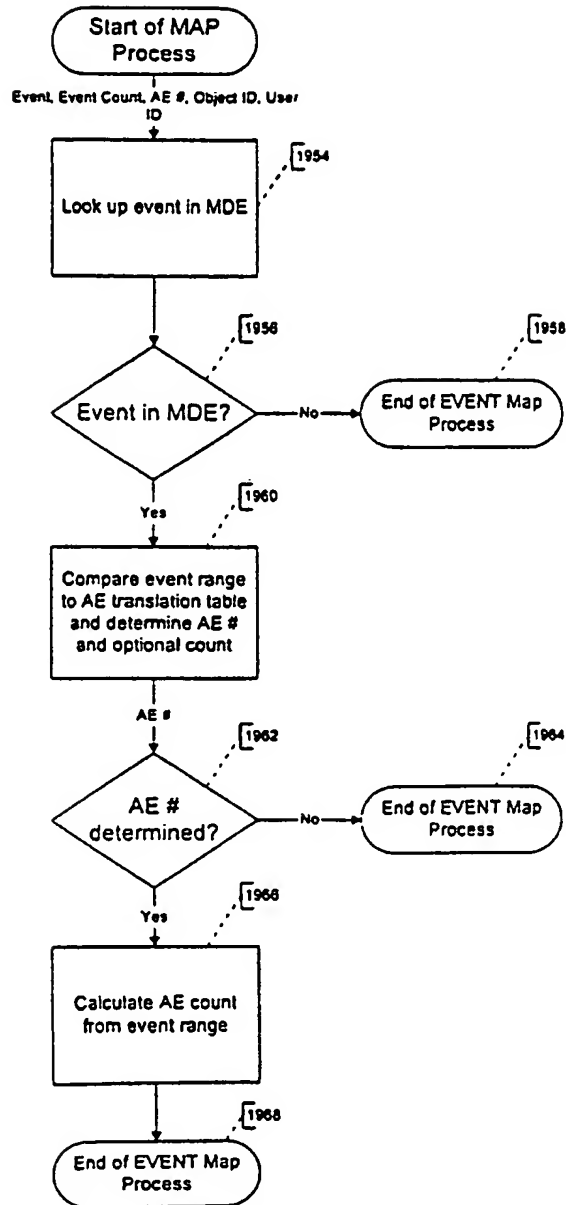 Start of MAP
Process
Event, Event Count, AE #, Object ID, User
ID
1954
Look up event in MDE
1956
Event in MDE?
No
1958
End of EVENT Map
Process
Yes
1960
Compare event range
to AE translation table
and determine AE #
and optional count
AE #
1962
AE #
determined?
No
1964
End of EVENT Map
Process
Yes
1966
Calculate AE count
from event range
1968
End of EVENT Map
Process